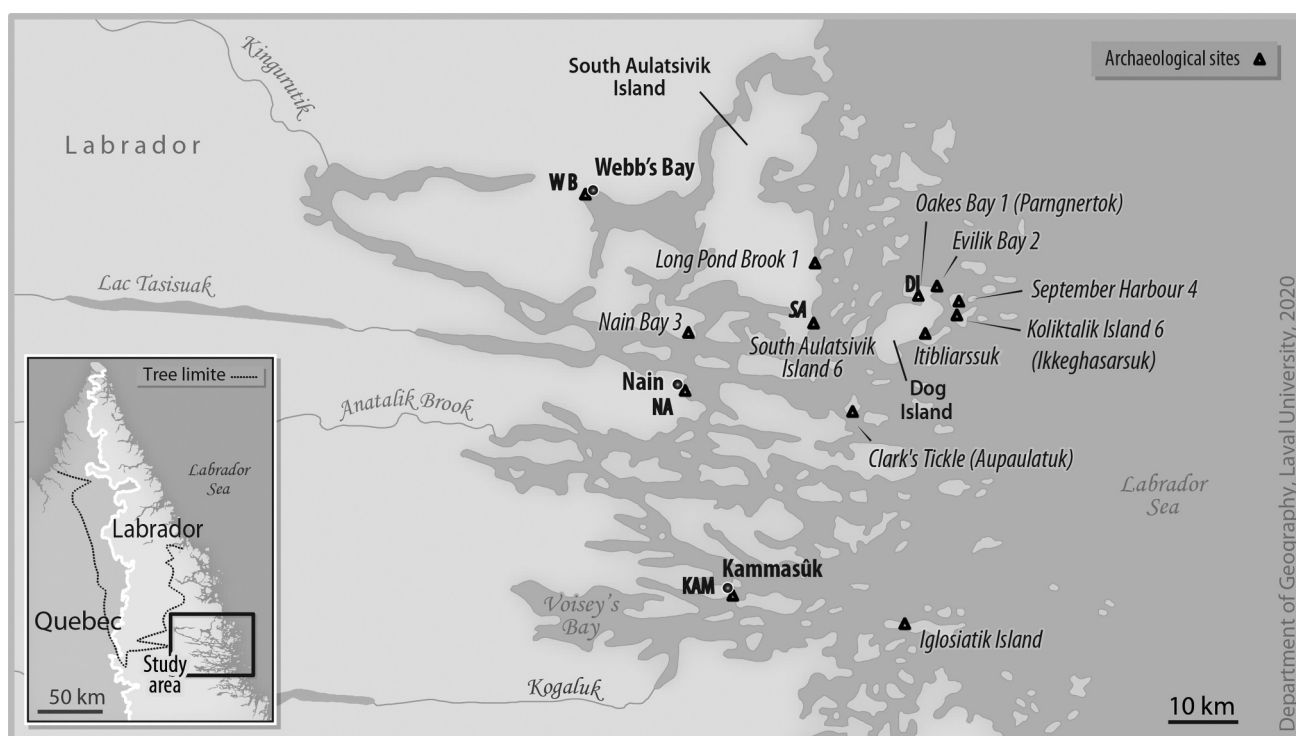 Kingurutik
South Aulatsivik
Island
Archaeological sites
Labrador
W B
Webb's Bay
Oakes Bay 1 (Parngnertok)
Evilik Bay 2
Long Pond Brook 1
DI
September Harbour 4
Lac Tasisuak
SA
Nain Bay 3
South Aulatsivik
Island 6
Koliktalik Island 6
(Ikkeghasarsuk)
Itibliarssuk
Dog
Island
Nain
NA
Anatalik Brook
Clark's Tickle (Aupaulatuk)
Labrador
Sea
Tree limite
Labrador
Sea
Labrador
Quebec
Study
area
50 km
Kammasûk
KAM
Voisey's
Bay
Iglosiatik Island
Kogaluk
10 km
Department of Geography, Laval University, 2020